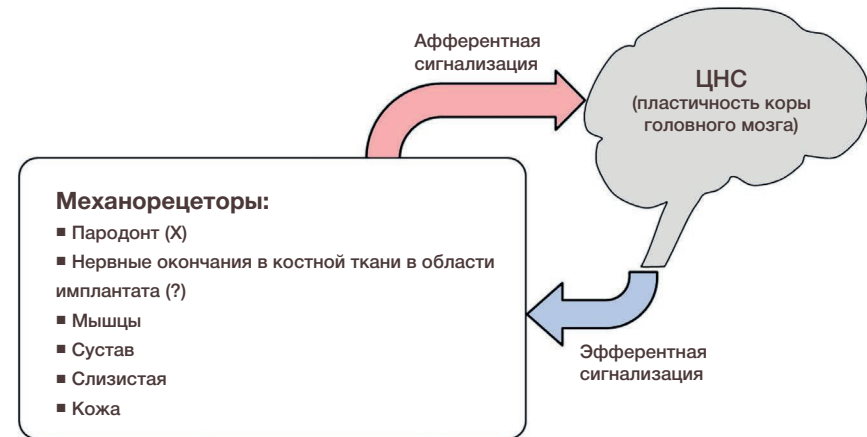 Афферентная
сигнализация
ЦНС
(пластичность коры
головного мозга)
Механорецеторы:
▪ Пародонт (X)
▪ Нервные окончания в костной ткани в области
имплантата (?)
▪ Мышцы
▪ Сустав
▪ Слизистая
▪ Кожа
Эфферентная
сигнализация